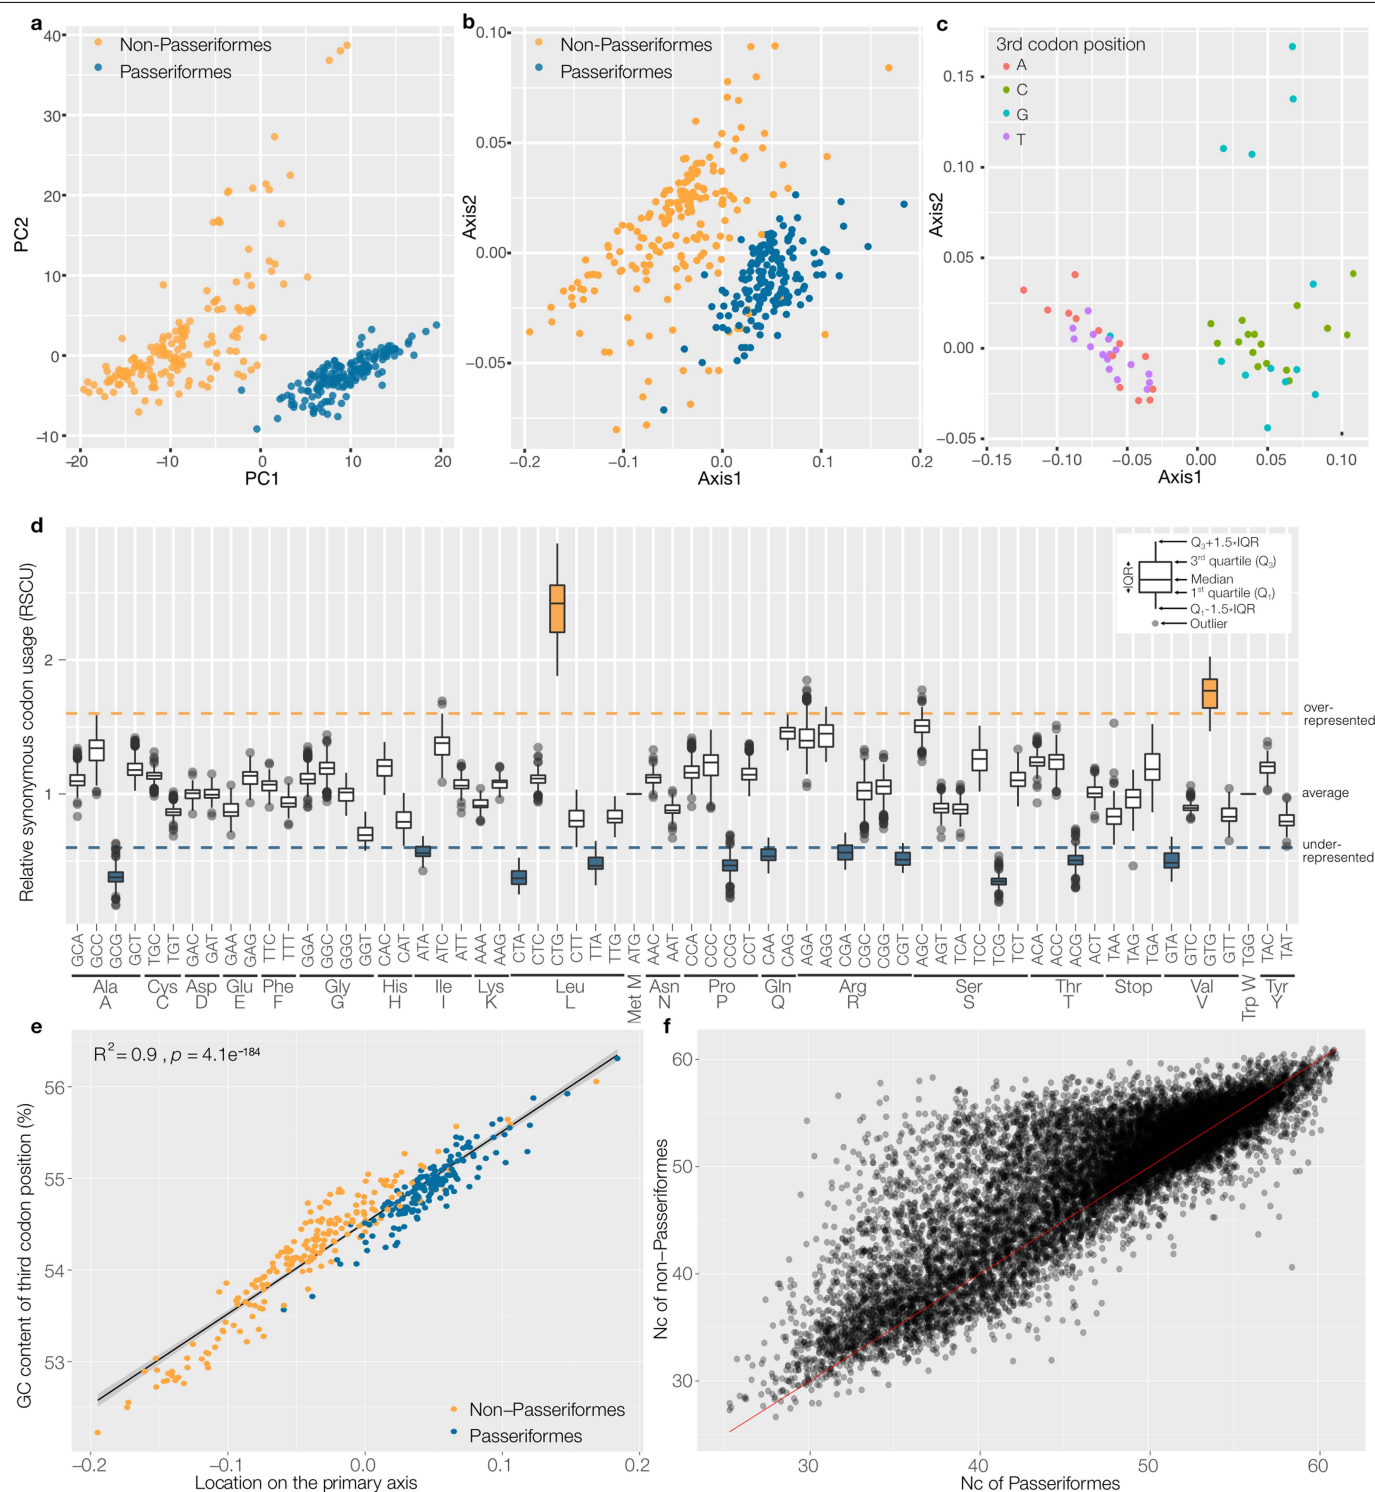 a
Non-Passeriformes
Passeriformes
40
30
20
10
0
−10
PC2
−20
−10
0
10
20
PC1
b
Non-Passeriformes
Passeriformes
0.10
0.05
0.00
−0.05
Axis2
−0.2
−0.1
0.0
0.1
0.2
Axis1
c
3rd codon position
A
C
G
T
0.15
0.10
0.05
0.00
−0.05
Axis2
−0.15
−0.10
−0.05
0.00
0.05
0.10
Axis1
d
Relative synonymous codon usage (RSCU)
2
1
Q3+1.5*IQR
3rd quartile (Q3)
Median
1st quartile (Q1)
Q1-1.5*IQR
Outlier
IQR
over-
represented
average
under-
represented
GCA GCC GCG GCT TGC TGT GAC GAT GAA GAG TTC TTT GGA GGC GGG GGT CAC CAT ATA ATC ATT AAA AAG CTA CTC CTG CTT TTA TTG ATG AAC AAT CCA CCC CCG CCT CAA CAG AGA AGG CGA CGC CGG CGT AGC AGT TCA TCC TCG TCT ACA ACC ACG ACT TAA TAG TGA GTA GTC GTG GTT TGG TAC TAT
Ala Cys Asp Glu Phe Gly His Ile Lys Leu Met M Asn Pro Gln Arg Ser Thr Stop Val Trp W Tyr
A C D E F G H I K L N P Q R S T V Y
e
R2 = 0.9 , p = 4.1e−184
56
55
54
53
GC content of third codon position (%)
Non−Passeriformes
Passeriformes
−0.2
−0.1
0.0
0.1
0.2
Location on the primary axis
f
60
50
40
30
Nc of non−Passeriformes
30
40
50
60
Nc of Passeriformes